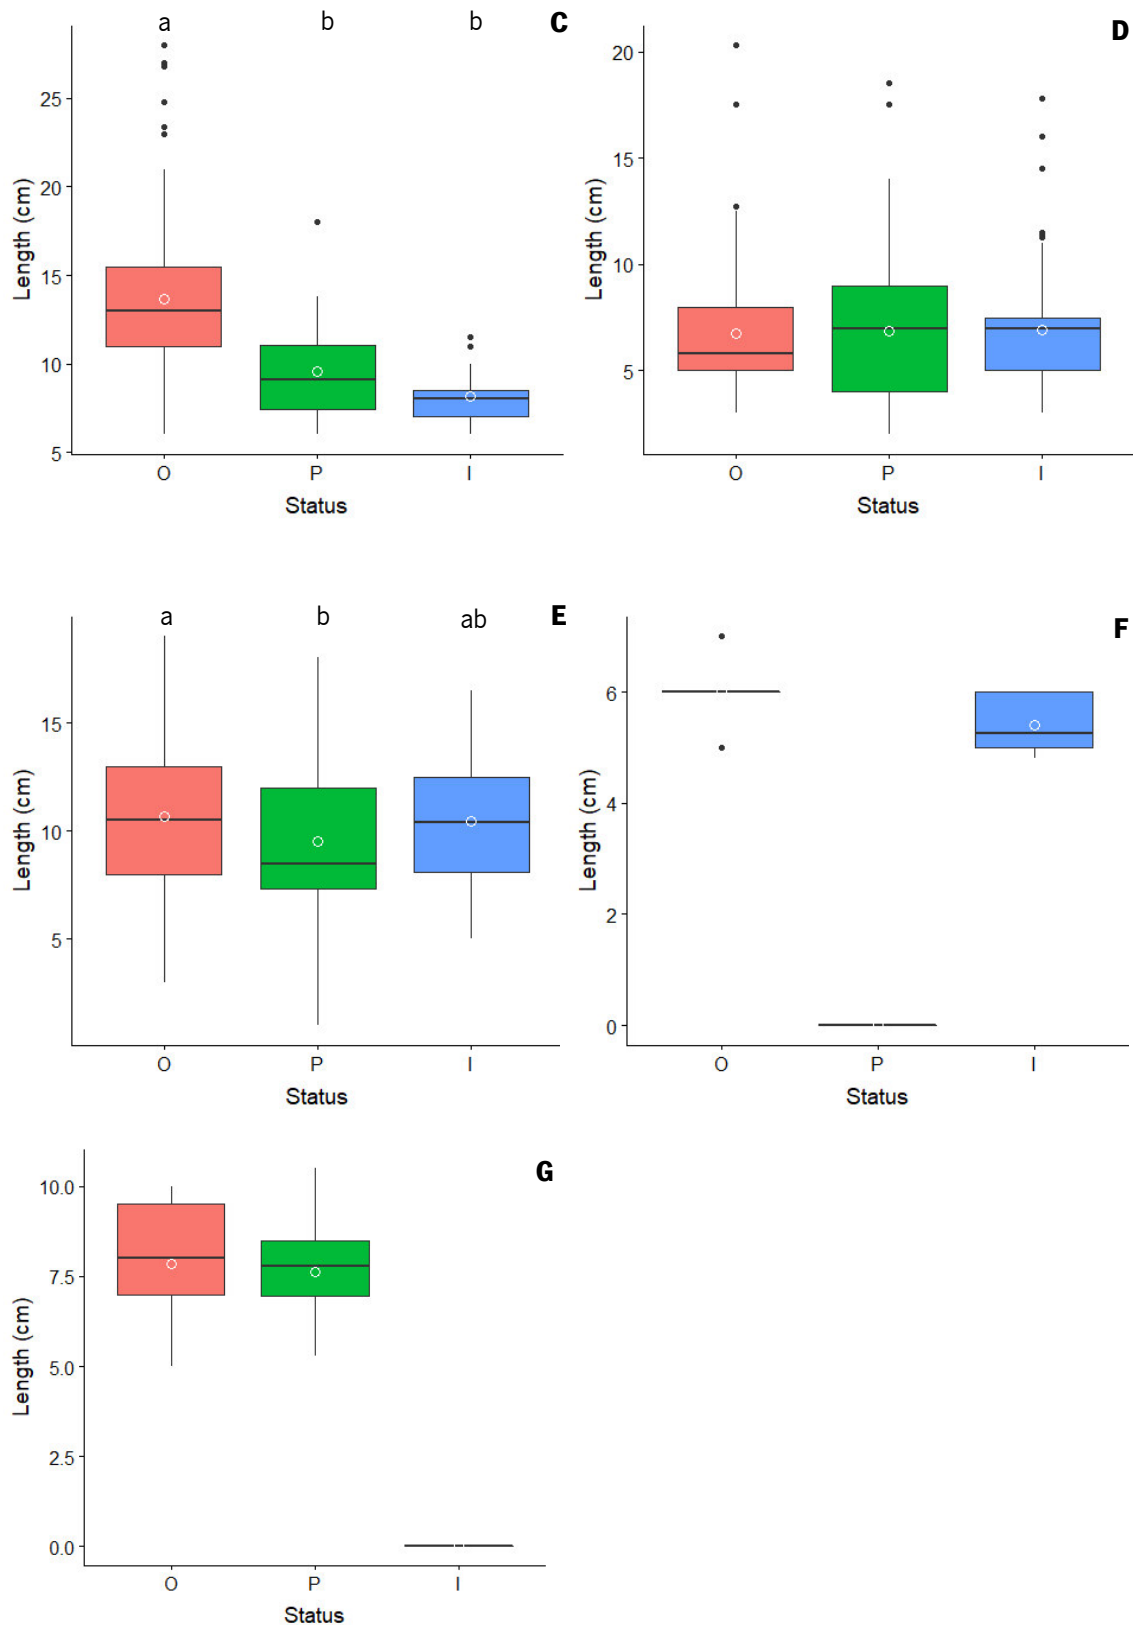 a b b C
25
20
15
10
5
Length (cm)
O P I
Status
D
20
15
10
5
Length (cm)
O P I
Status
a b ab E
15
10
5
Length (cm)
O P I
Status
F
6
4
2
0
Length (cm)
O P I
Status
G
10.0
7.5
5.0
2.5
0.0
Length (cm)
O P I
Status